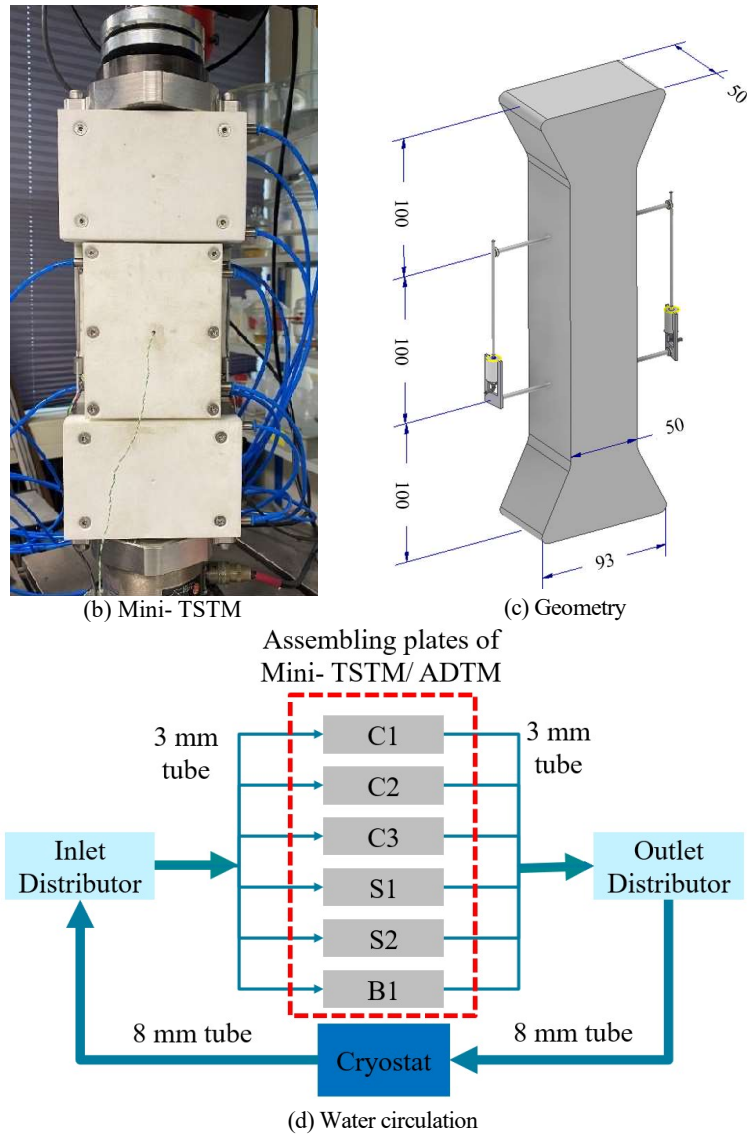 50
100
100
100
50
93
(b) Mini- TSTM
(c) Geometry
Assembling plates of
Mini- TSTM/ ADTM
3 mm
tube
C1
C2
C3
S1
S2
B1
3 mm
tube
Inlet
Distributor
Outlet
Distributor
8 mm tube
Cryostat
8 mm tube
(d) Water circulation